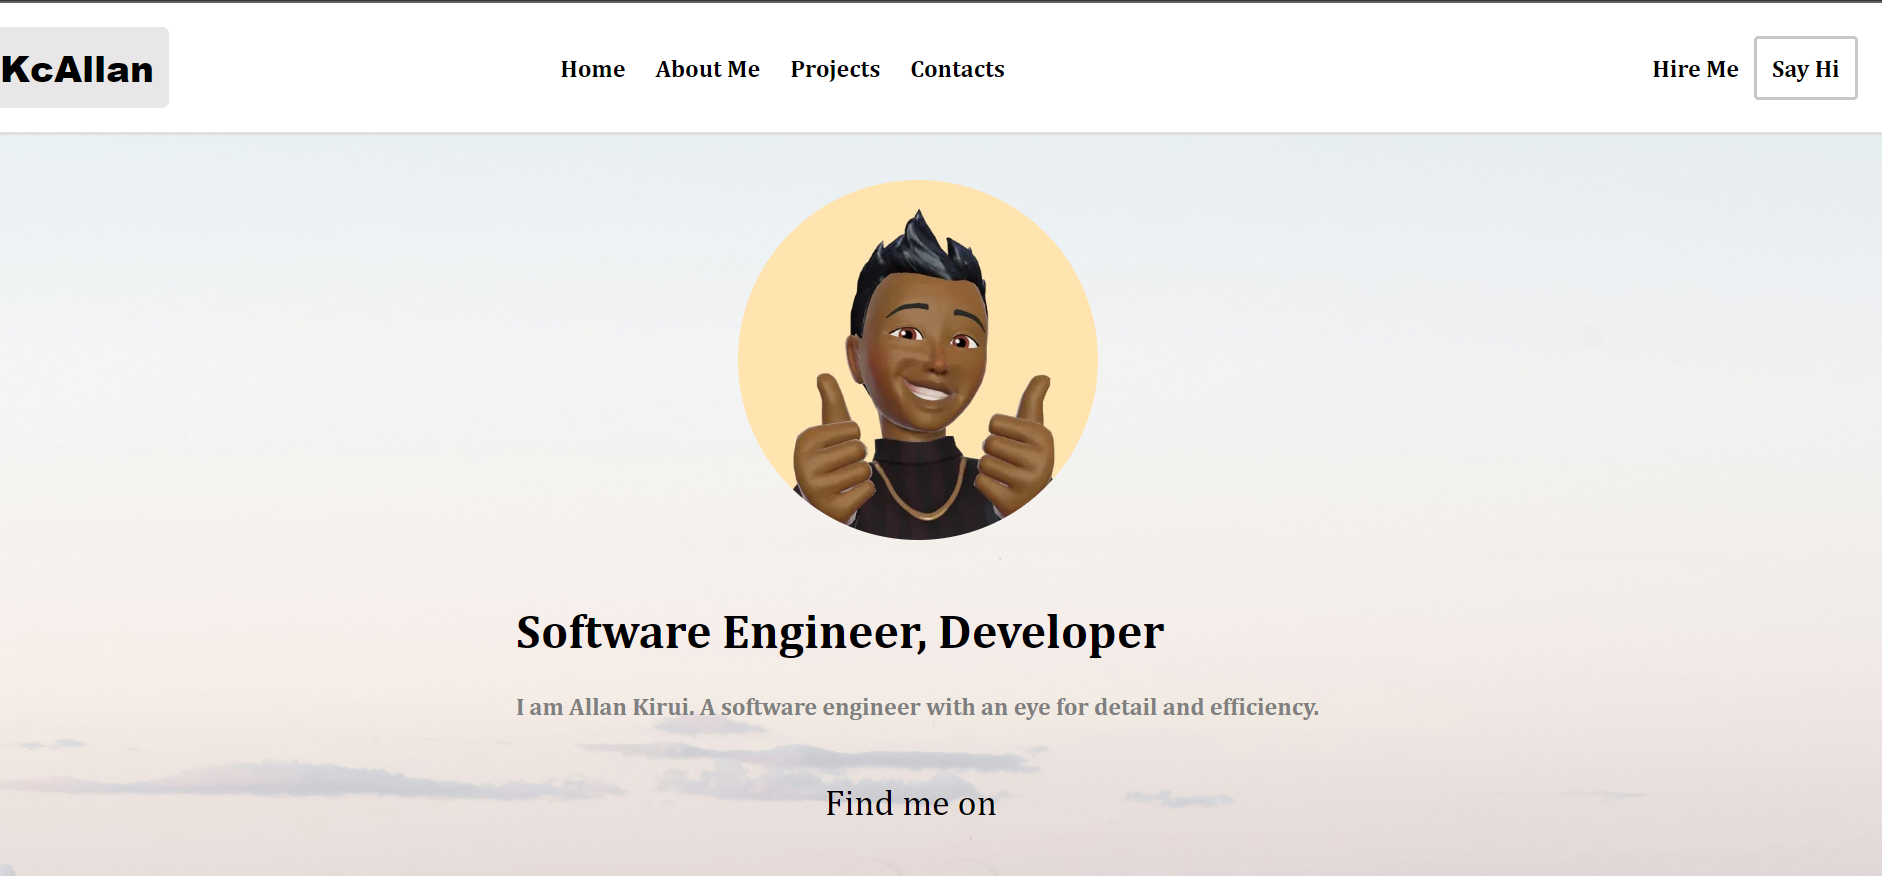 KcAllan
Home About Me Projects Contacts
Hire Me Say Hi
Software Engineer, Developer
I am Allan Kirui. A software engineer with an eye for detail and efficiency.
Find me on